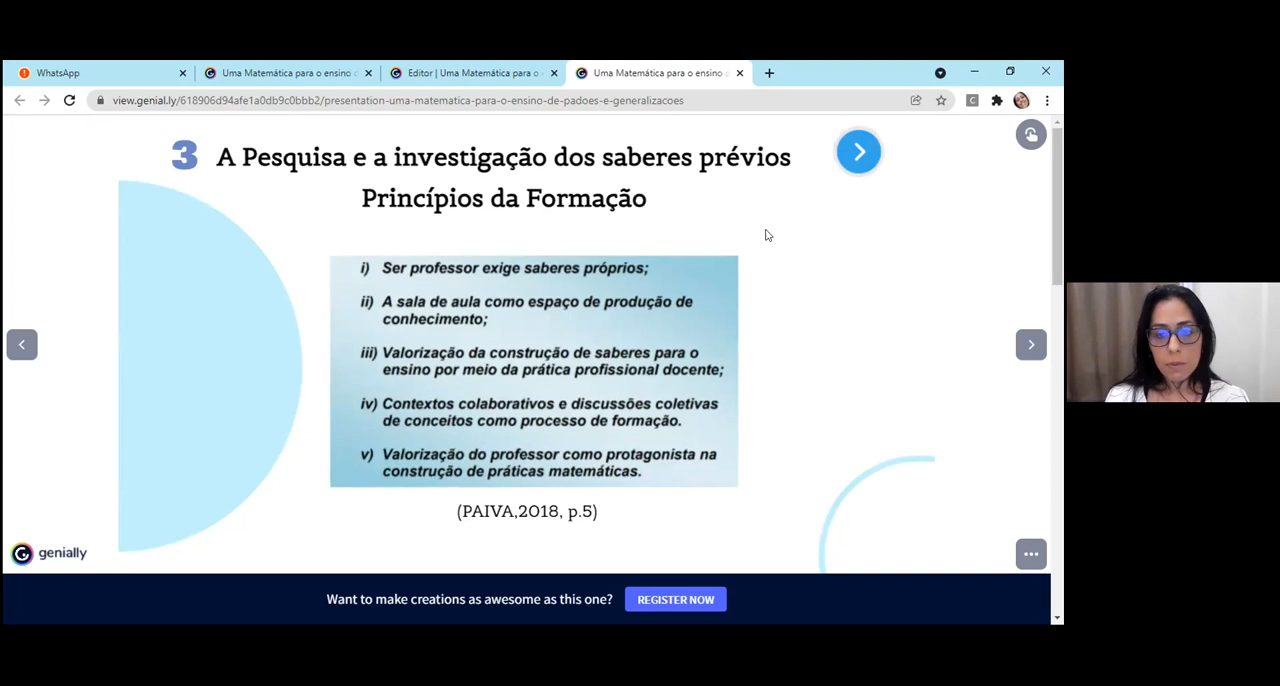 WhatsApp
Uma Matemática para o ensino
Editor | Uma Matemática para o
Uma Matemática para o ensino
view.genial.ly/618906d94afe1a0db9c0bbb2/presentation-uma-matematica-para-o-ensino-de-padoes-e-generalizacoes
3 A Pesquisa e a investigação dos saberes prévios
Princípios da Formação
i) Ser professor exige saberes próprios;
ii) A sala de aula como espaço de produção de
conhecimento;
iii) Valorização da construção de saberes para o
ensino por meio da prática profissional docente;
iv) Contextos colaborativos e discussões coletivas
de conceitos como processo de formação.
v) Valorização do professor como protagonista na
construção de práticas matemáticas.
(PAIVA,2018, p.5)
genially
Want to make creations as awesome as this one?
REGISTER NOW